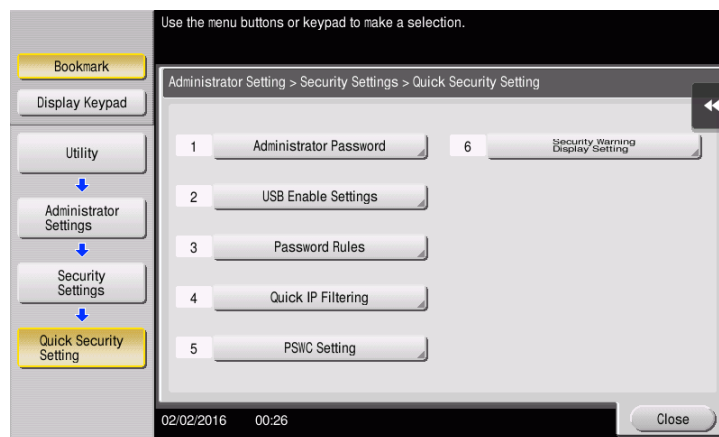 Use the menu buttons or keypad to make a selection.
Bookmark
Display Keypad
Utility
Administrator
Settings
Security
Settings
Quick Security
Setting
Administrator Setting > Security Settings > Quick Security Setting
1 Administrator Password
2 USB Enable Settings
3 Password Rules
4 Quick IP Filtering
5 PSWC Setting
6 Security Warning
Display Setting
02/02/2016 00:26
Close